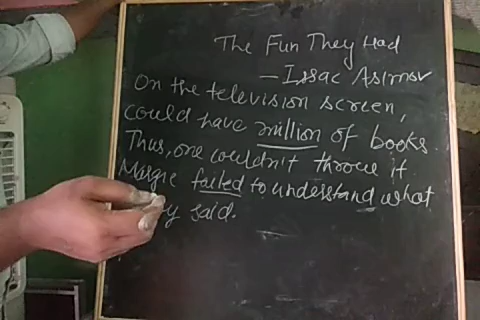 The Fun They Had
— Issac Asimov
On the television screen,
could have million of books.
Thus, one couldn't throw it
Margie failed to understand what
y said.